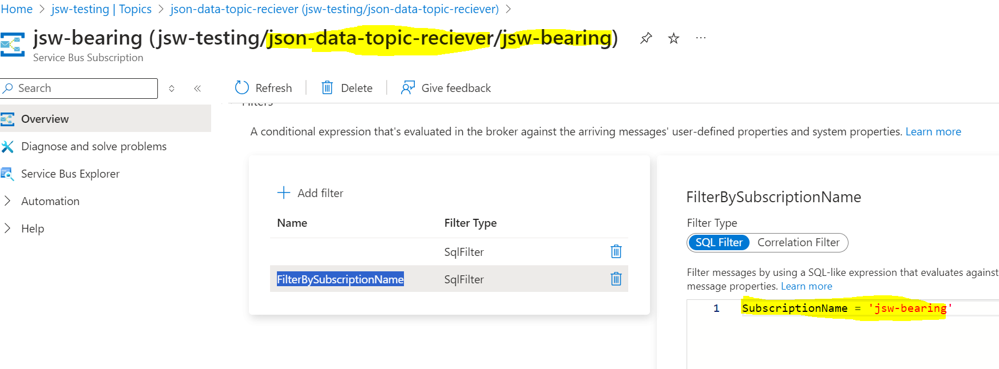 Home > jsw-testing | Topics > json-data-topic-reciever (jsw-testing/json-data-topic-reciever) >
jsw-bearing (jsw-testing/json-data-topic-reciever/jsw-bearing) ...
Service Bus Subscription
Search
Refresh
Delete
Give feedback
Filters
Overview
A conditional expression that's evaluated in the broker against the arriving messages' user-defined properties and system properties. Learn more
Diagnose and solve problems
Service Bus Explorer
Automation
Help
Add filter
Name Filter Type
SqlFilter
FilterBySubscriptionName SqlFilter
FilterBySubscriptionName
Filter Type
SQL Filter Correlation Filter
Filter messages by using a SQL-like expression that evaluates against
message properties. Learn more
1 SubscriptionName = 'jsw-bearing'